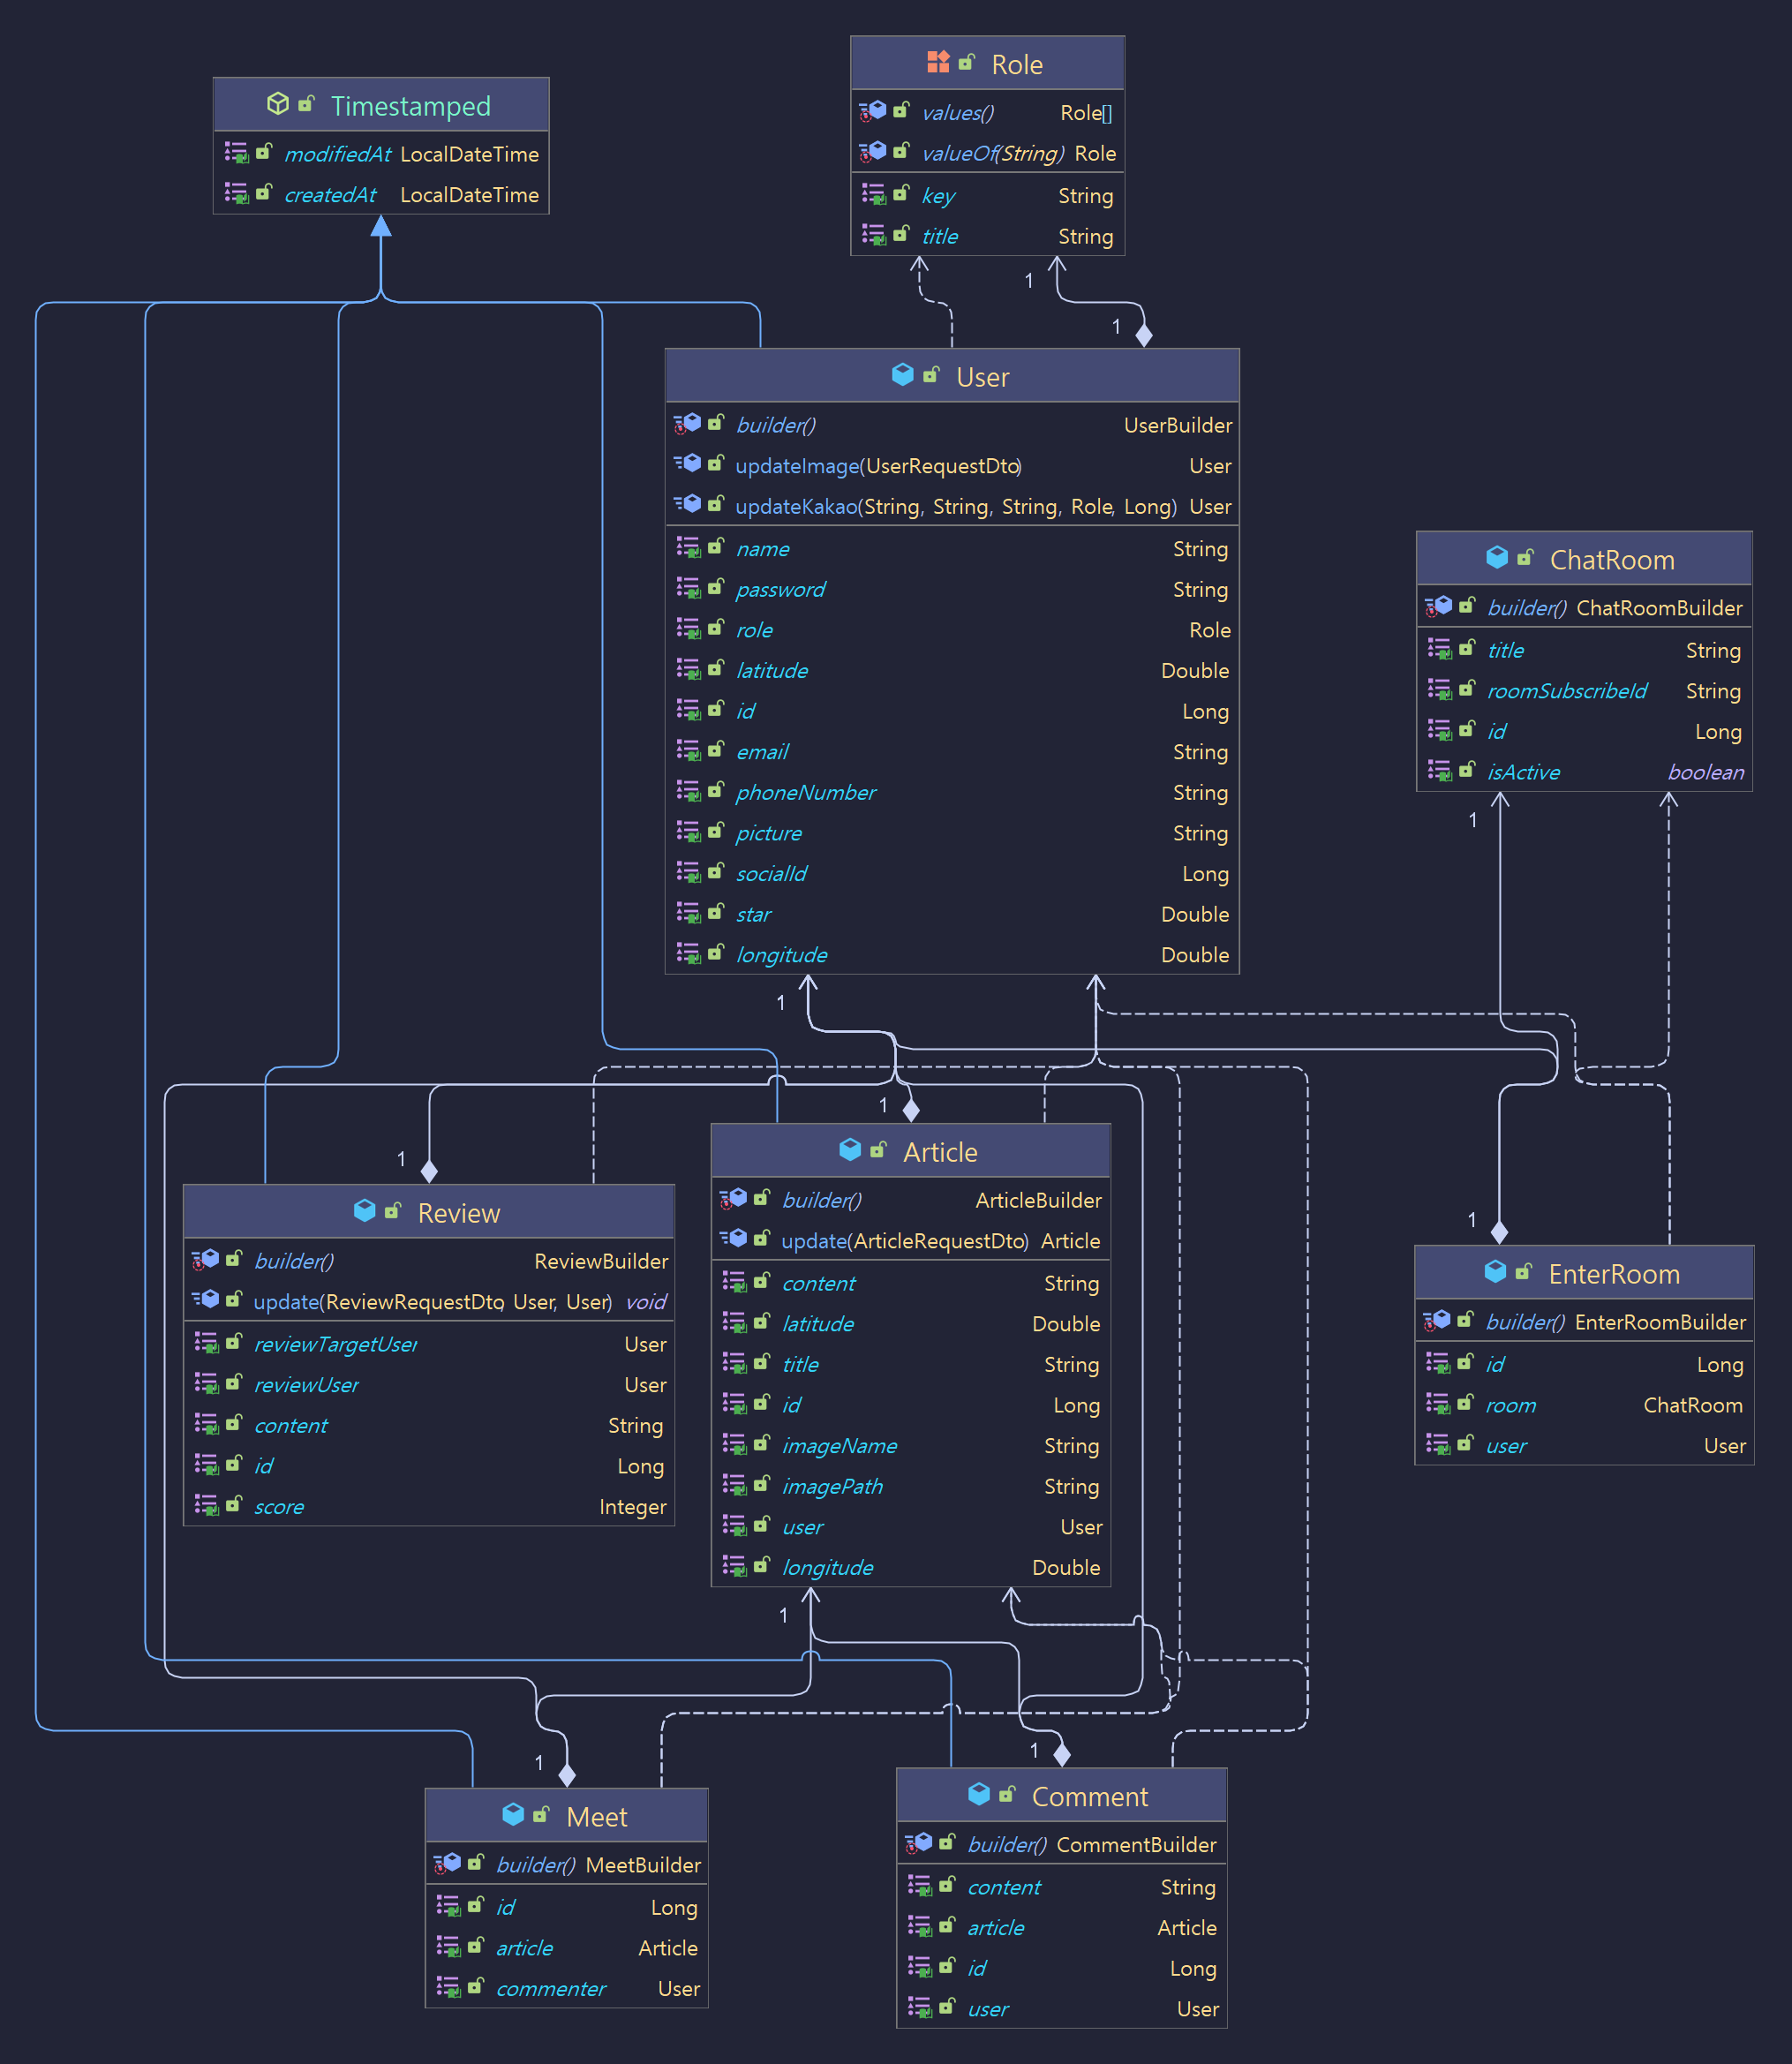 Timestamped
modifiedAt LocalDateTime
createdAt LocalDateTime
Role
values() Role[]
valueOf(String) Role
key String
title String
1
1
User
builder() UserBuilder
updateImage(UserRequestDto) User
updateKakao(String, String, String, Role, Long) User
name String
password String
role Role
latitude Double
id Long
email String
phoneNumber String
picture String
socialId Long
star Double
longitude Double
ChatRoom
builder() ChatRoomBuilder
title String
roomSubscribeId String
id Long
isActive boolean
1
1
1
1
1
Review
builder() ReviewBuilder
update(ReviewRequestDto, User, User) void
reviewTargetUser User
reviewUser User
content String
id Long
score Integer
Article
builder() ArticleBuilder
update(ArticleRequestDto) Article
content String
latitude Double
title String
id Long
imageName String
imagePath String
user User
longitude Double
EnterRoom
builder() EnterRoomBuilder
id Long
room ChatRoom
user User
1
1
1
Meet
builder() MeetBuilder
id Long
article Article
commenter User
Comment
builder() CommentBuilder
content String
article Article
id Long
user User